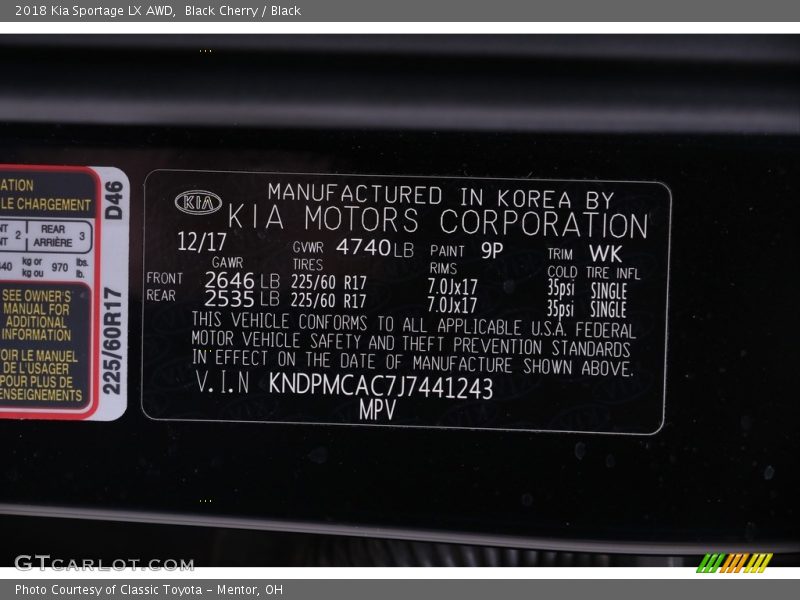 2018 Kia Sportage LX AWD,  Black Cherry / Black
ATION
LE CHARGEMENT
2
REAR
ARRIÈRE 3
kg or
kg ou 970 lbs.
lb.
SEE OWNER'S
MANUAL FOR
ADDITIONAL
INFORMATION
OIR LE MANUEL
DE L'USAGER
POUR PLUS DE
ENSEIGNEMENTS
225/60R17 D46
KIA
MANUFACTURED IN KOREA BY
KIA MOTORS CORPORATION
12/17 GVWR 4740LB PAINT 9P TRIM WK
GAWR TIRES RIMS COLD TIRE INFL
FRONT 2646 LB 225/60 R17 7.0Jx17 35psi SINGLE
REAR 2535 LB 225/60 R17 7.0Jx17 35psi SINGLE
THIS VEHICLE CONFORMS TO ALL APPLICABLE U.S.A. FEDERAL
MOTOR VEHICLE SAFETY AND THEFT PREVENTION STANDARDS
IN EFFECT ON THE DATE OF MANUFACTURE SHOWN ABOVE.
V.I.N KNDPMCAC7J7441243
MPV
GTCARLOT.COM
Photo Courtesy of Classic Toyota - Mentor, OH